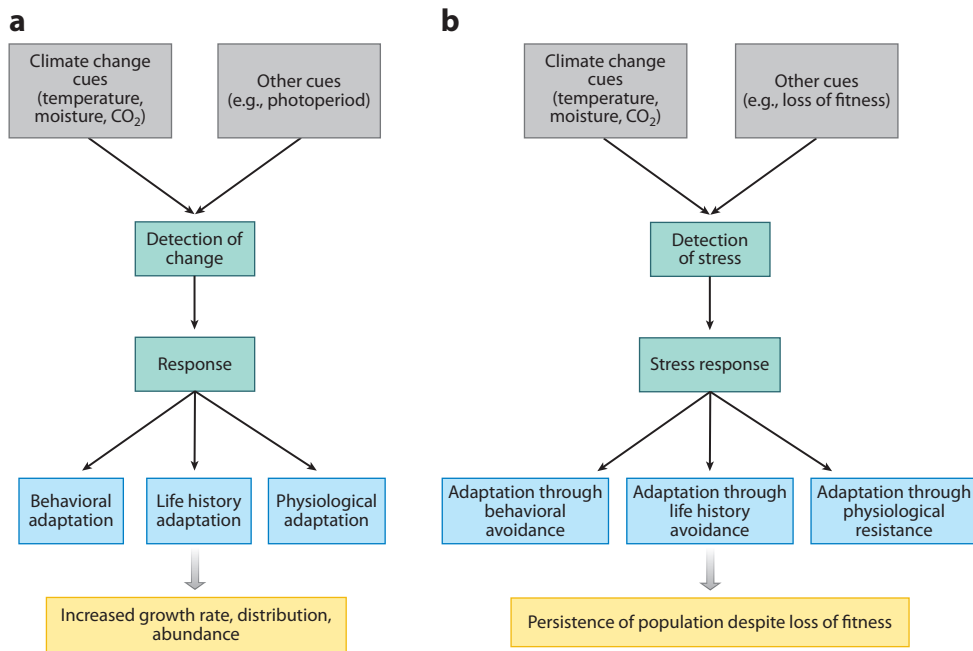 a
Climate change
cues
(temperature,
moisture, CO₂)
Other cues
(e.g., photoperiod)
Detection of
change
Response
Behavioral
adaptation
Life history
adaptation
Physiological
adaptation
Increased growth rate, distribution,
abundance
b
Climate change
cues
(temperature,
moisture, CO₂)
Other cues
(e.g., loss of fitness)
Detection
of stress
Stress response
Adaptation through
behavioral
avoidance
Adaptation through
life history
avoidance
Adaptation through
physiological
resistance
Persistence of population despite loss of fitness